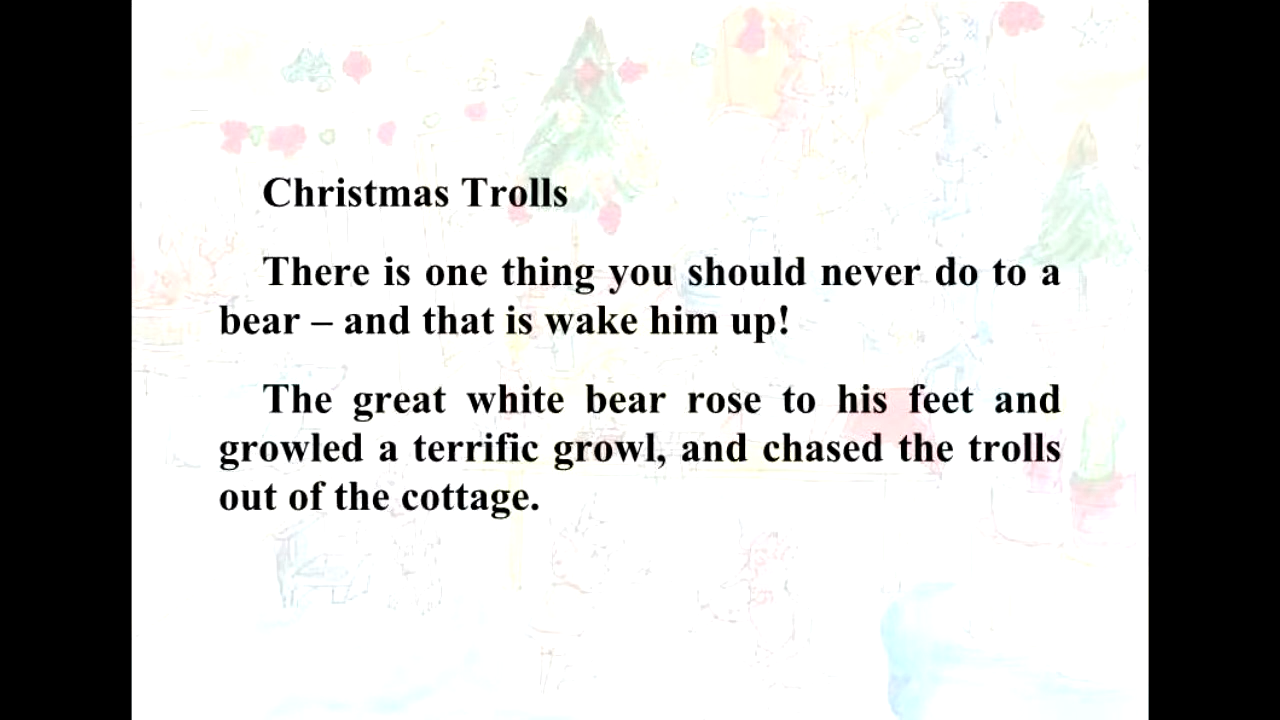 Christmas Trolls
There is one thing you should never do to a
bear – and that is wake him up!
The great white bear rose to his feet and
growled a terrific growl, and chased the trolls
out of the cottage.